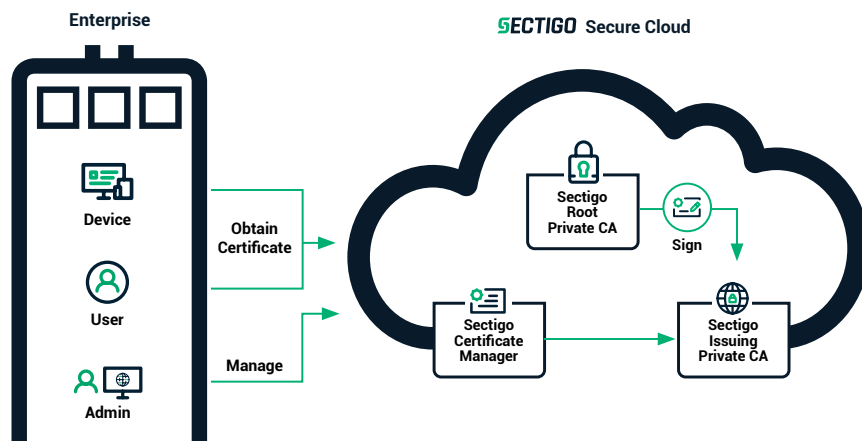 Enterprise
SECTIGO Secure Cloud
Device
User
Admin
Obtain
Certificate
Manage
Sectigo
Root
Private CA
Sign
Sectigo
Certificate
Manager
Sectigo
Issuing
Private CA